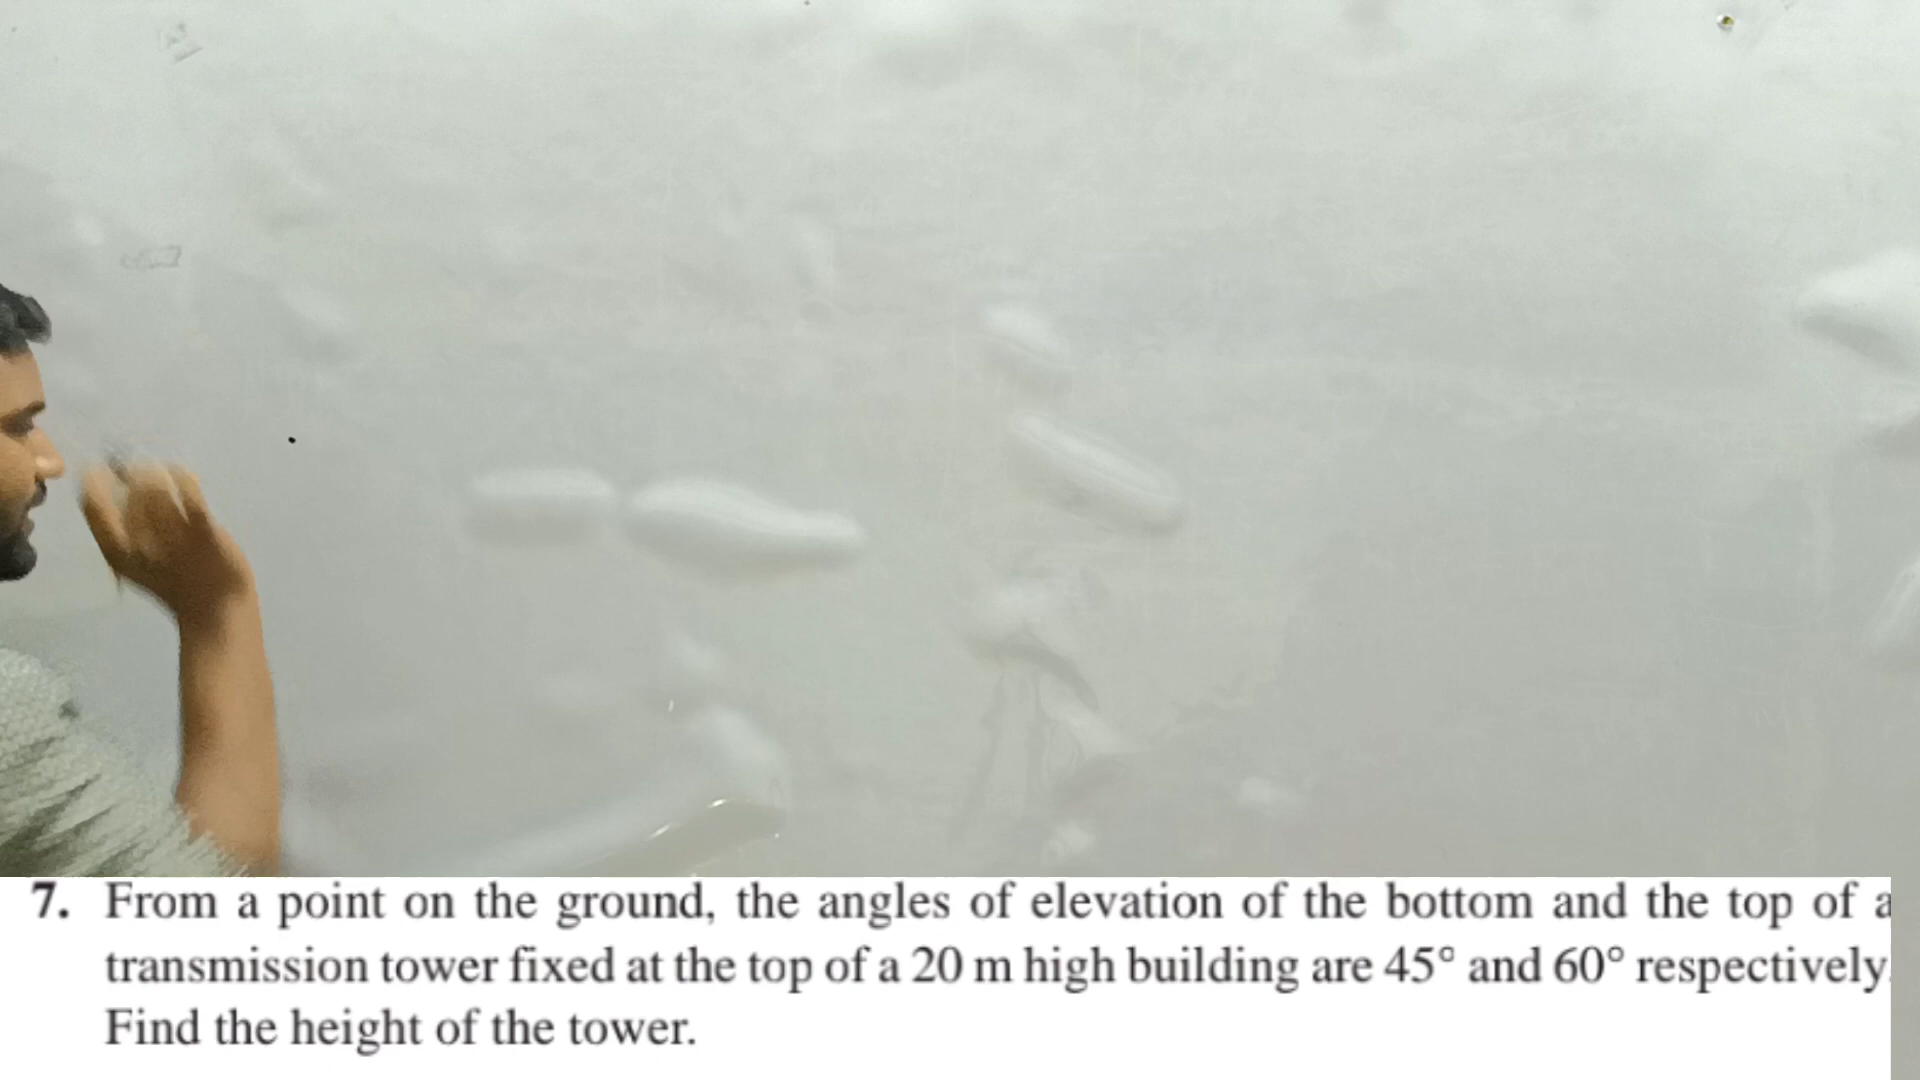 7. From a point on the ground, the angles of elevation of the bottom and the top of a
transmission tower fixed at the top of a 20 m high building are 45° and 60° respectively.
Find the height of the tower.